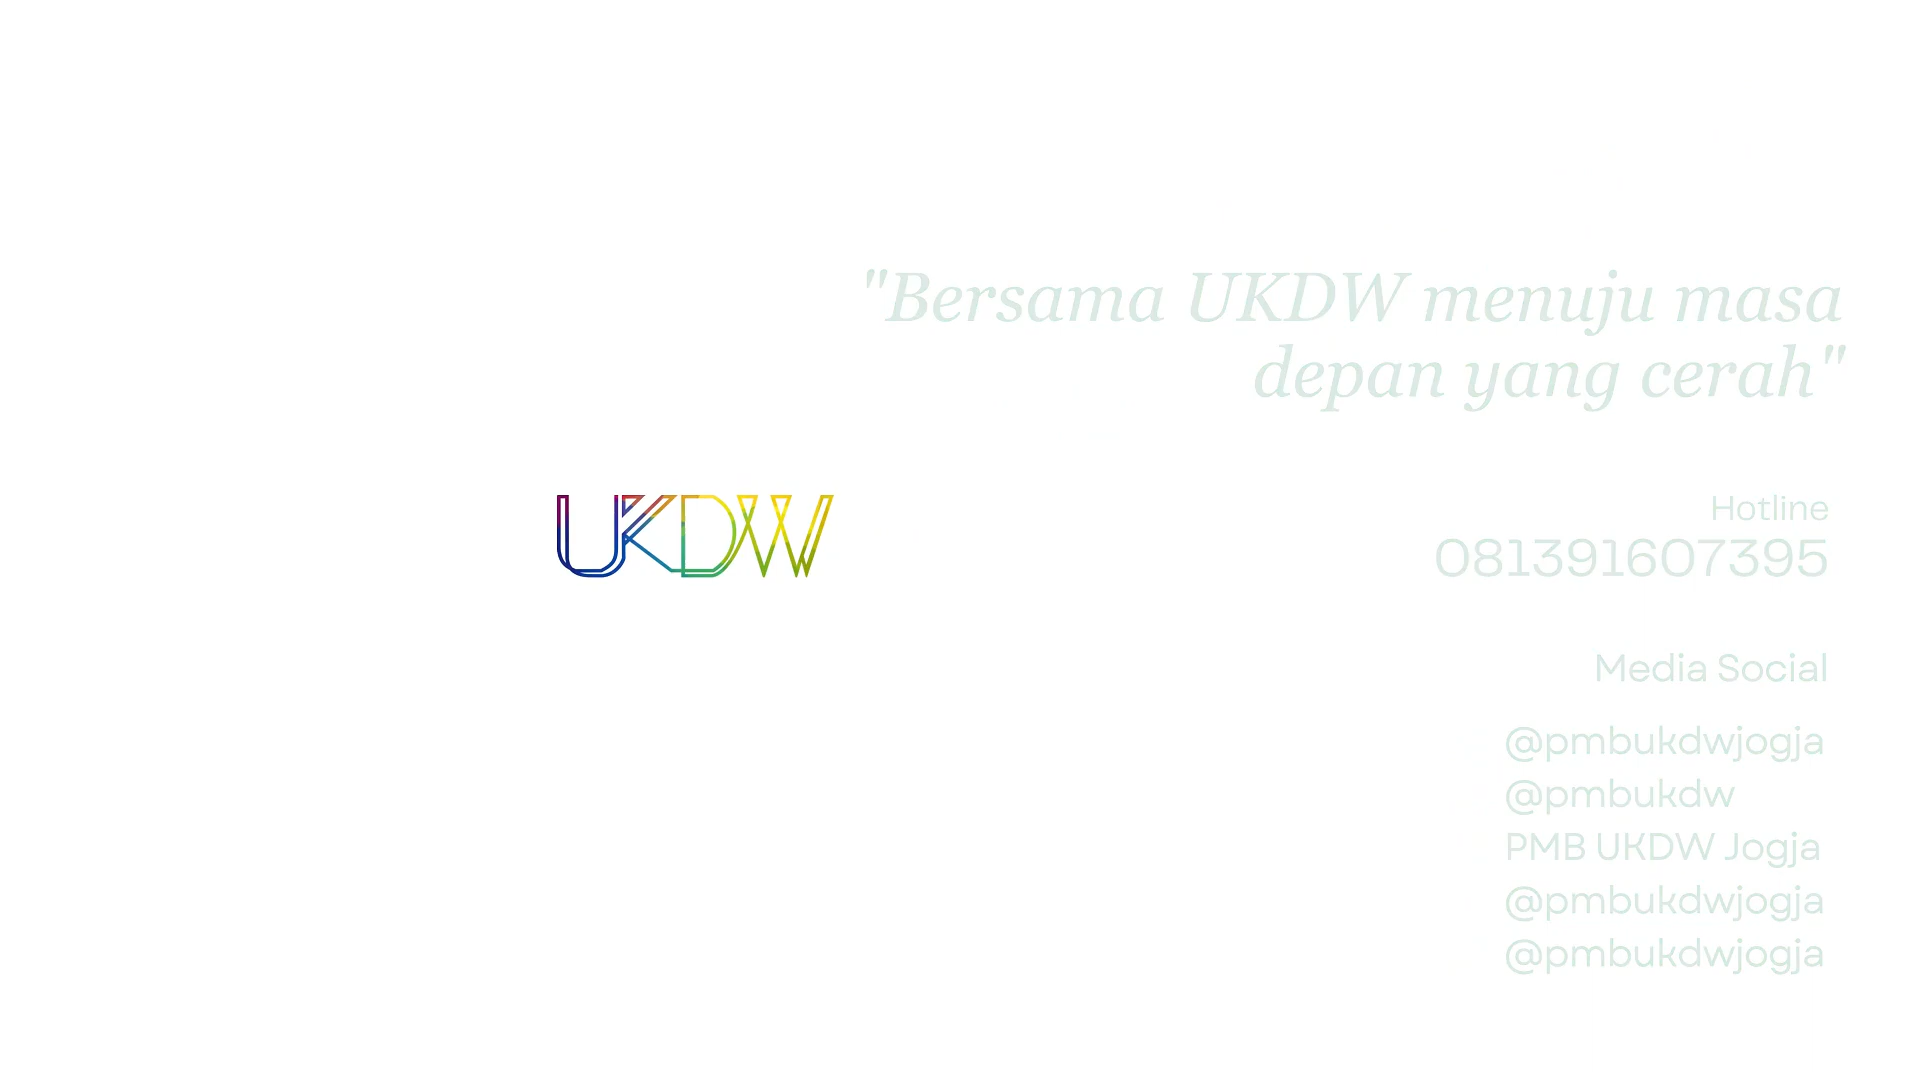 "Bersama UKDW menuju masa
depan yang cerah"
UKDW
Hotline
081391607395
Media Social
@pmbukdwjogja
@pmbukdw
PMB UKDW Jogja
@pmbukdwjogja
@pmbukdwjogja